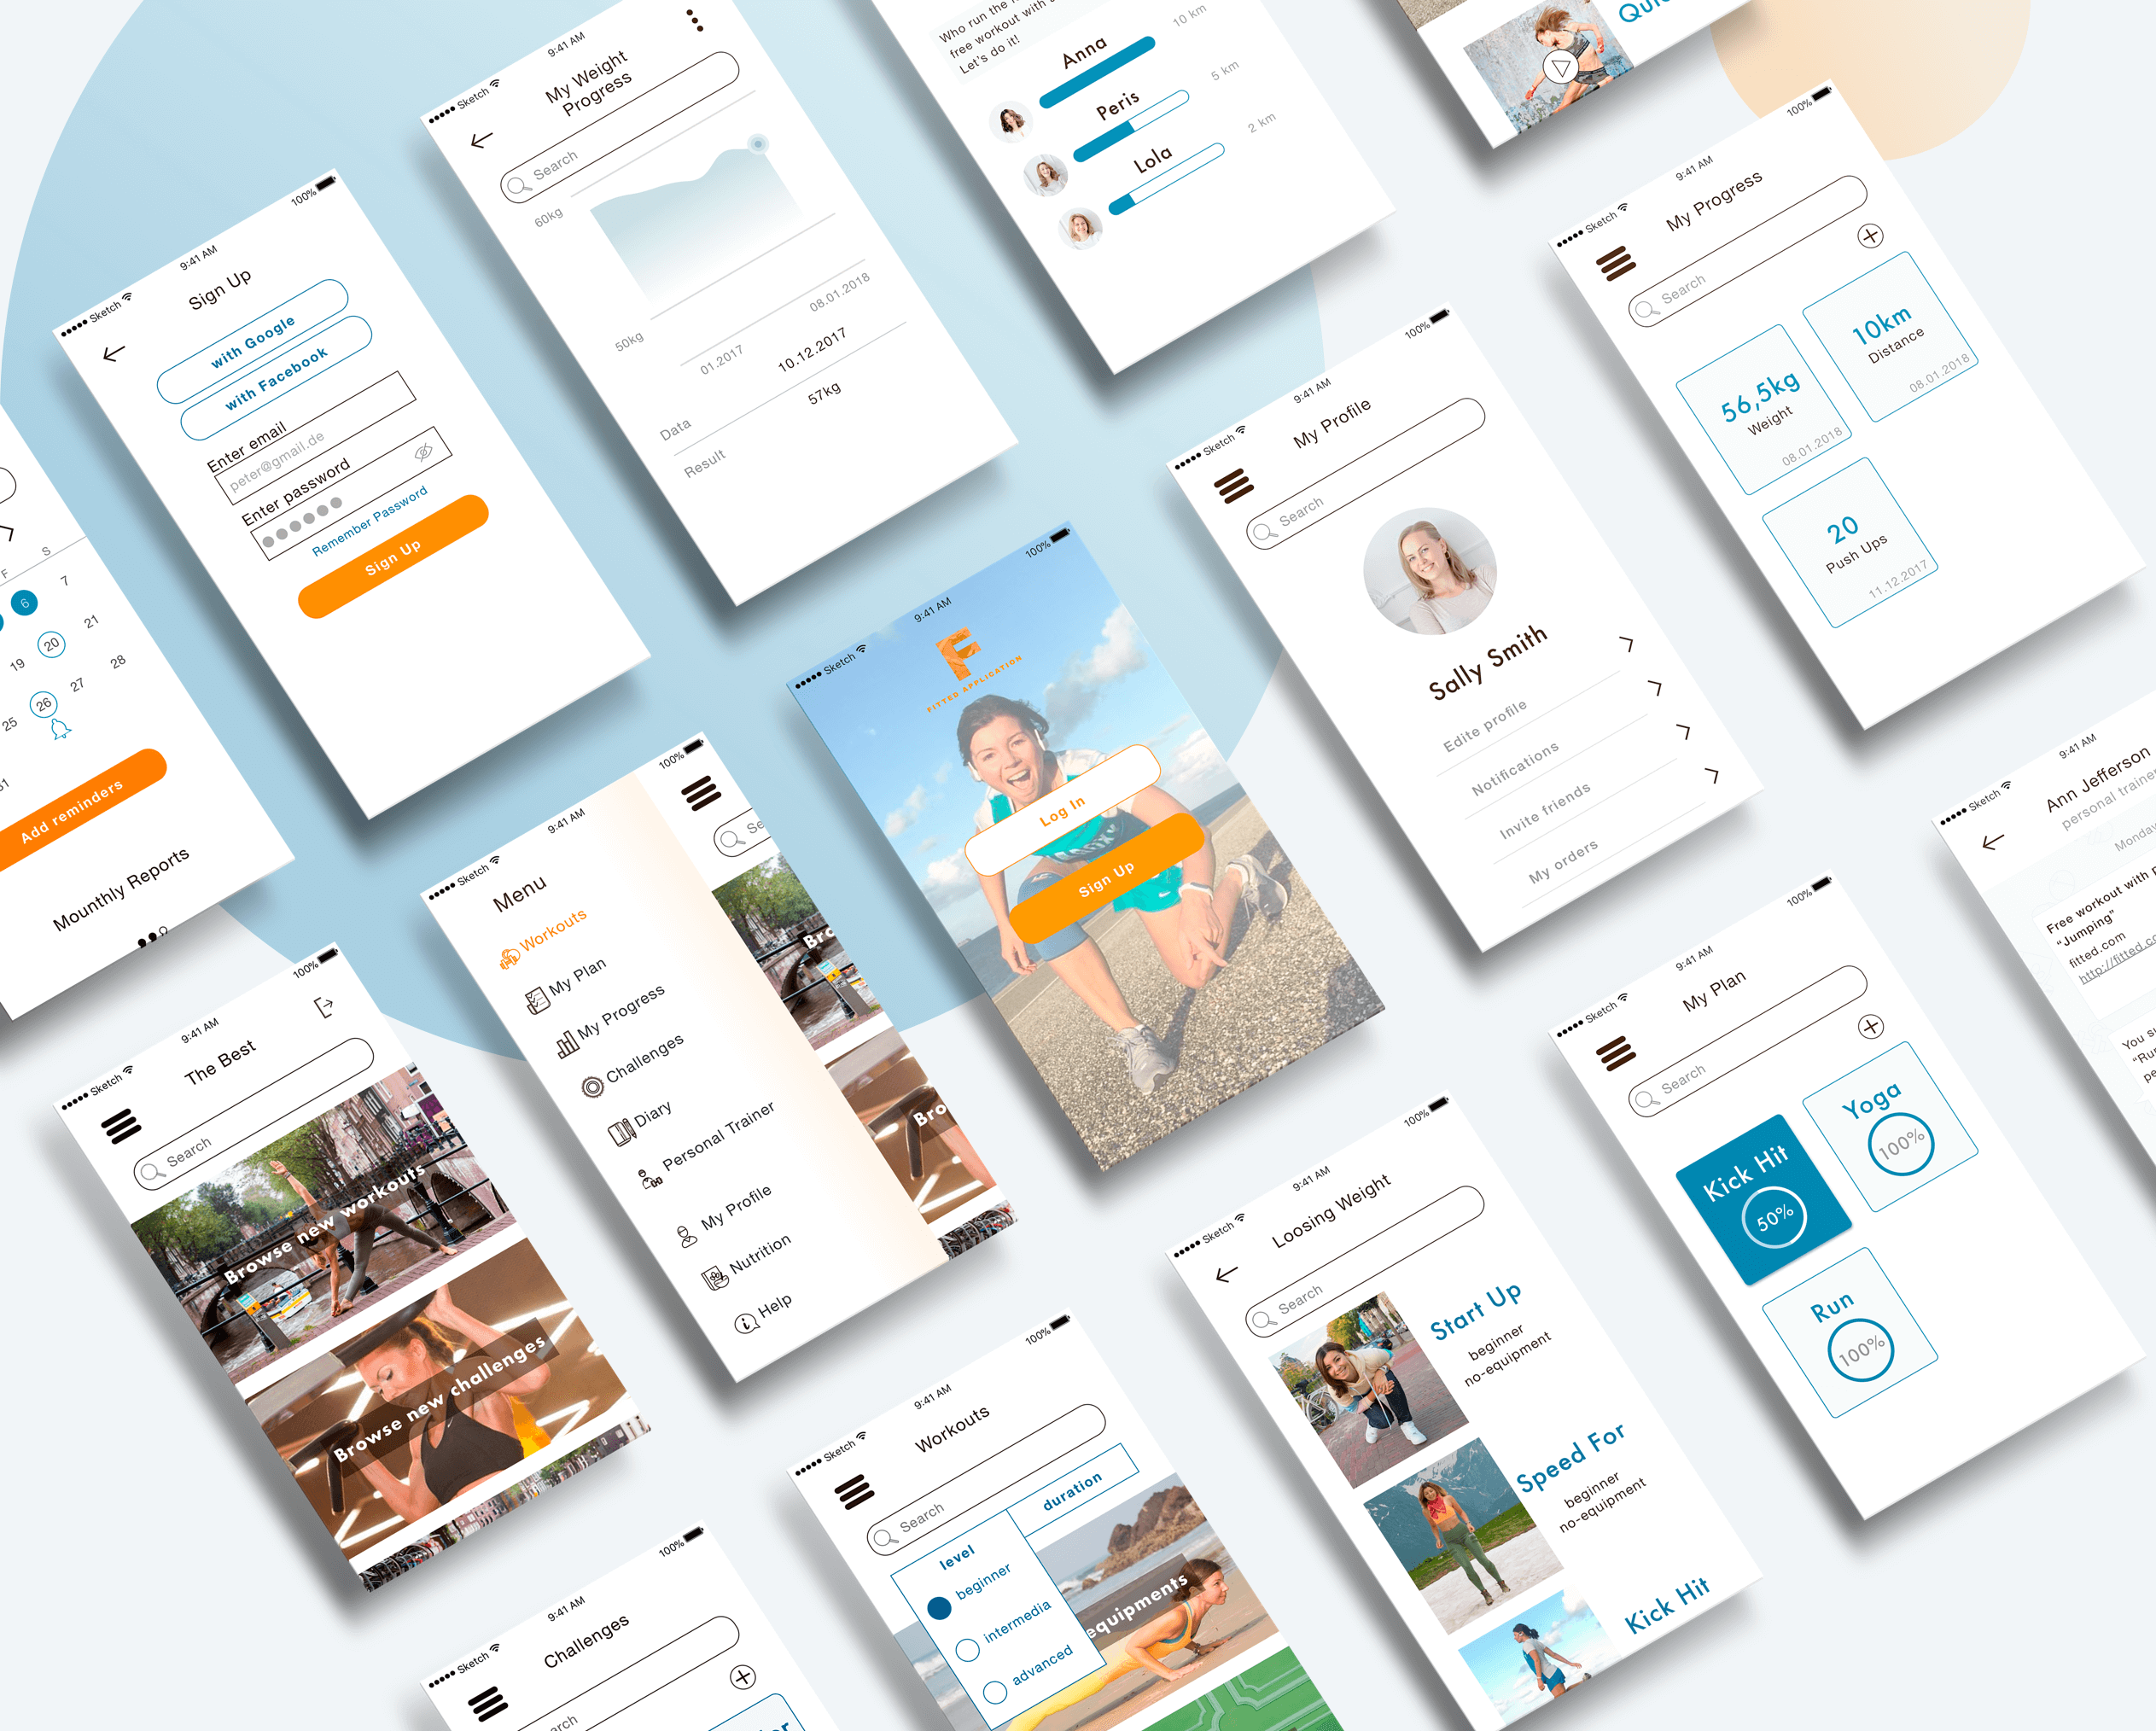 Sketch
9:41 AM
100%
Sign Up
with Google
with Facebook
Enter email
peter@gmail.de
Enter password
Remember Password
Sign Up
Sketch
9:41 AM
My Weight
Progress
Search
60kg
50kg
01.2017
08.01.2018
10.12.2017
Data
57kg
Result
Who run the
free workout with a
Let's do it!
Anna
10 km
Peris
5 km
Lola
2 km
Sketch
9:41 AM
100%
My Progress
Search
56,5kg
Weight
08.01.2018
10km
Distance
08.01.2018
20
Push Ups
11.12.2017
F
S
6
7
19
20
21
25
26
27
28
Add reminders
Mounthly Reports
Sketch
9:41 AM
100%
Menu
Workouts
My Plan
My Progress
Challenges
Diary
Personal Trainer
My Profile
Nutrition
Help
Se
Bro
Bro
Sketch
9:41 AM
100%
F
FITTED APPLICATION
Log In
Sign Up
Sketch
9:41 AM
100%
My Profile
Search
Sally Smith
Edite profile
Notifications
Invite friends
My orders
Sketch
9:41 AM
Ann Jefferson
personal traine
Monday
Free workout with p
"Jumping"
fitted.com
http://fitted.co
You s
"Ru
pe
Sketch
9:41 AM
100%
The Best
Search
Browse new workouts
Browse new challenges
Sketch
9:41 AM
100%
Challenges
arch
Sketch
9:41 AM
100%
Workouts
Search
level
duration
beginner
intermedia
advanced
equipments
Sketch
9:41 AM
100%
Loosing Weight
Search
Start Up
beginner
no-equipment
Speed For
beginner
no-equipment
Kick Hit
Sketch
9:41 AM
100%
My Plan
Search
Kick Hit
50%
Yoga
100%
Run
100%